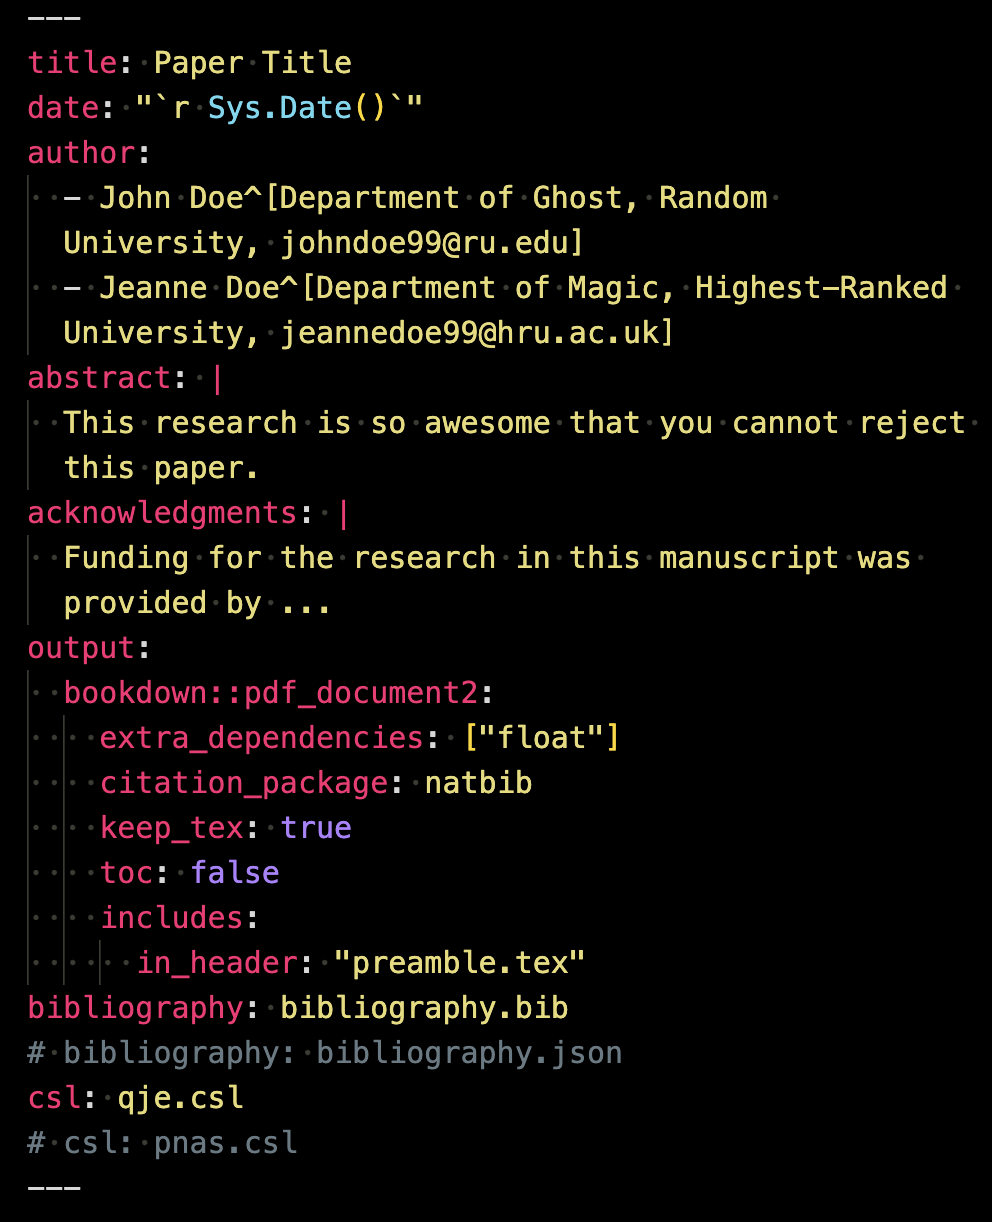 ---
title: Paper Title
date: "`r Sys.Date()`"
author:
  - John Doe^[Department of Ghost, Random
  University, johndoe99@ru.edu]
  - Jeanne Doe^[Department of Magic, Highest-Ranked
  University, jeannedoe99@hru.ac.uk]
abstract: |
  This research is so awesome that you cannot reject
  this paper.
acknowledgments: |
  Funding for the research in this manuscript was
  provided by ...
output:
  bookdown::pdf_document2:
    extra_dependencies: ["float"]
    citation_package: natbib
    keep_tex: true
    toc: false
    includes:
      in_header: "preamble.tex"
bibliography: bibliography.bib
# bibliography: bibliography.json
csl: qje.csl
# csl: pnas.csl
---